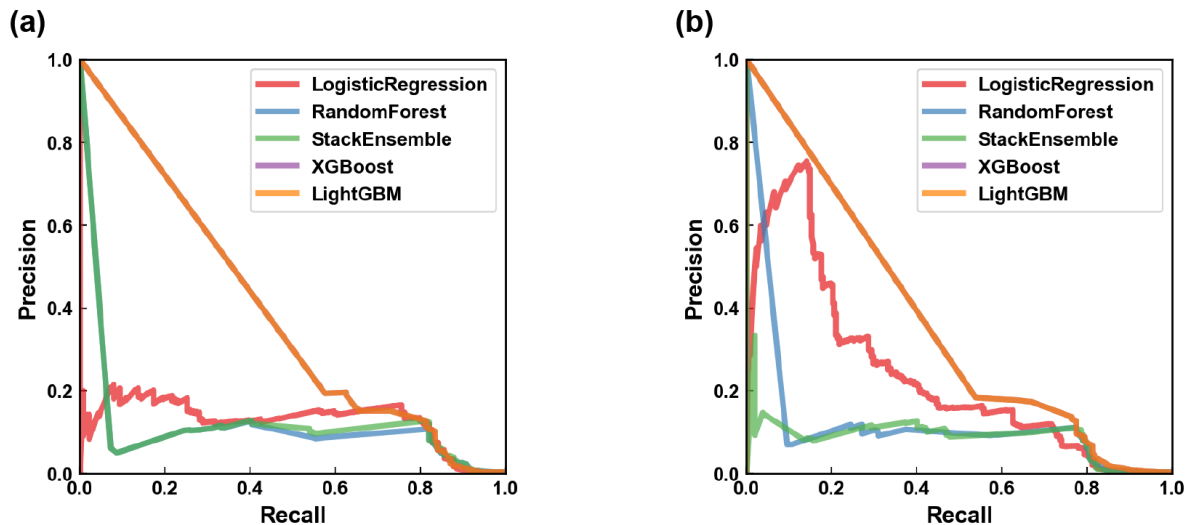 (a)
1.0
0.8
0.6
0.4
0.2
0.0
Precision
LogisticRegression
RandomForest
StackEnsemble
XGBoost
LightGBM
0.0 0.2 0.4 0.6 0.8 1.0
Recall
(b)
1.0
0.8
0.6
0.4
0.2
0.0
Precision
LogisticRegression
RandomForest
StackEnsemble
XGBoost
LightGBM
0.0 0.2 0.4 0.6 0.8 1.0
Recall